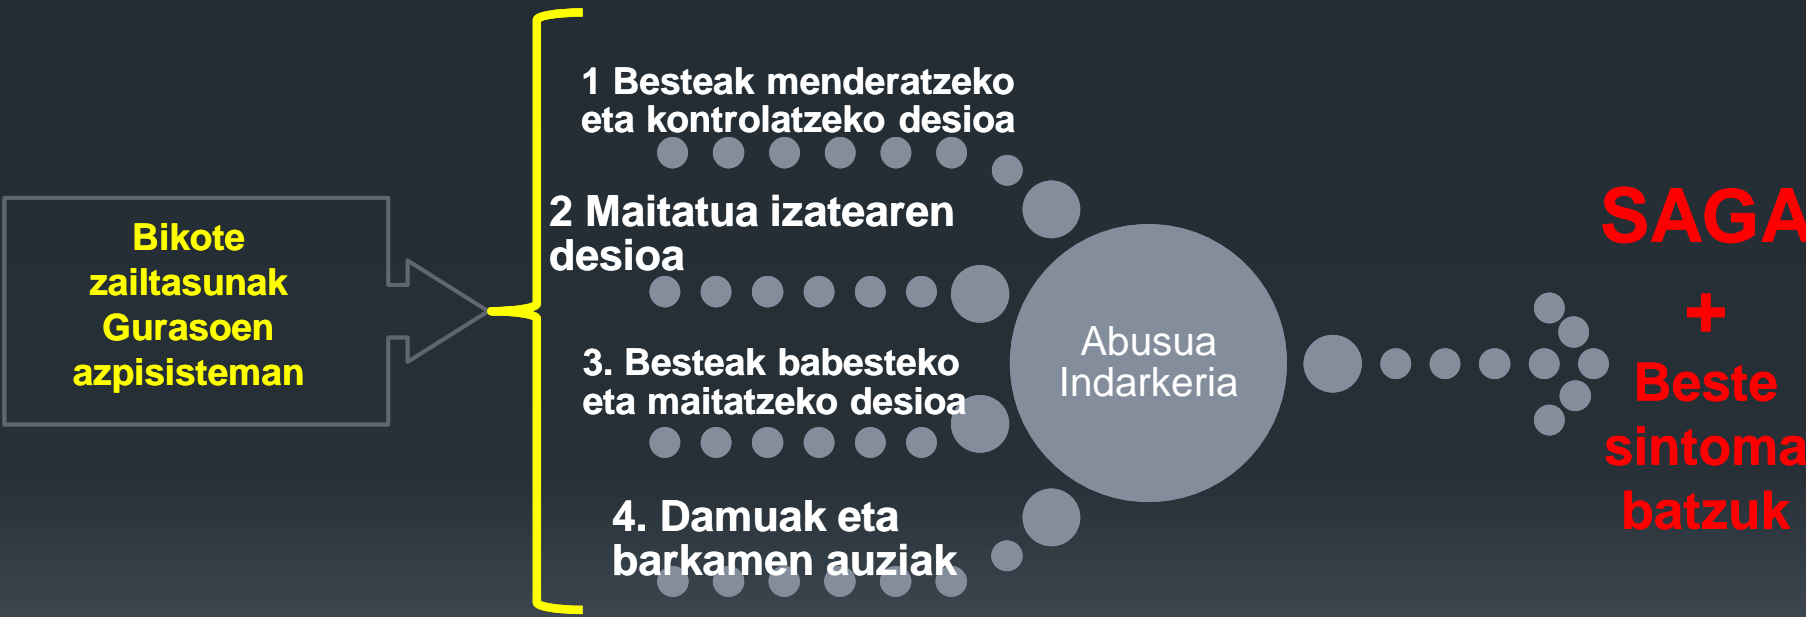 Bikote
zailtasunak
Gurasoen
azpisisteman
1 Besteak menderatzeko
eta kontrolatzeko desioa
2 Maitatua izatearen
desioa
3. Besteak babesteko
eta maitatzeko desioa
4. Damuak eta
barkamen auziak
Abusua
Indarkeria
SAGA
+
Beste
sintoma
batzuk